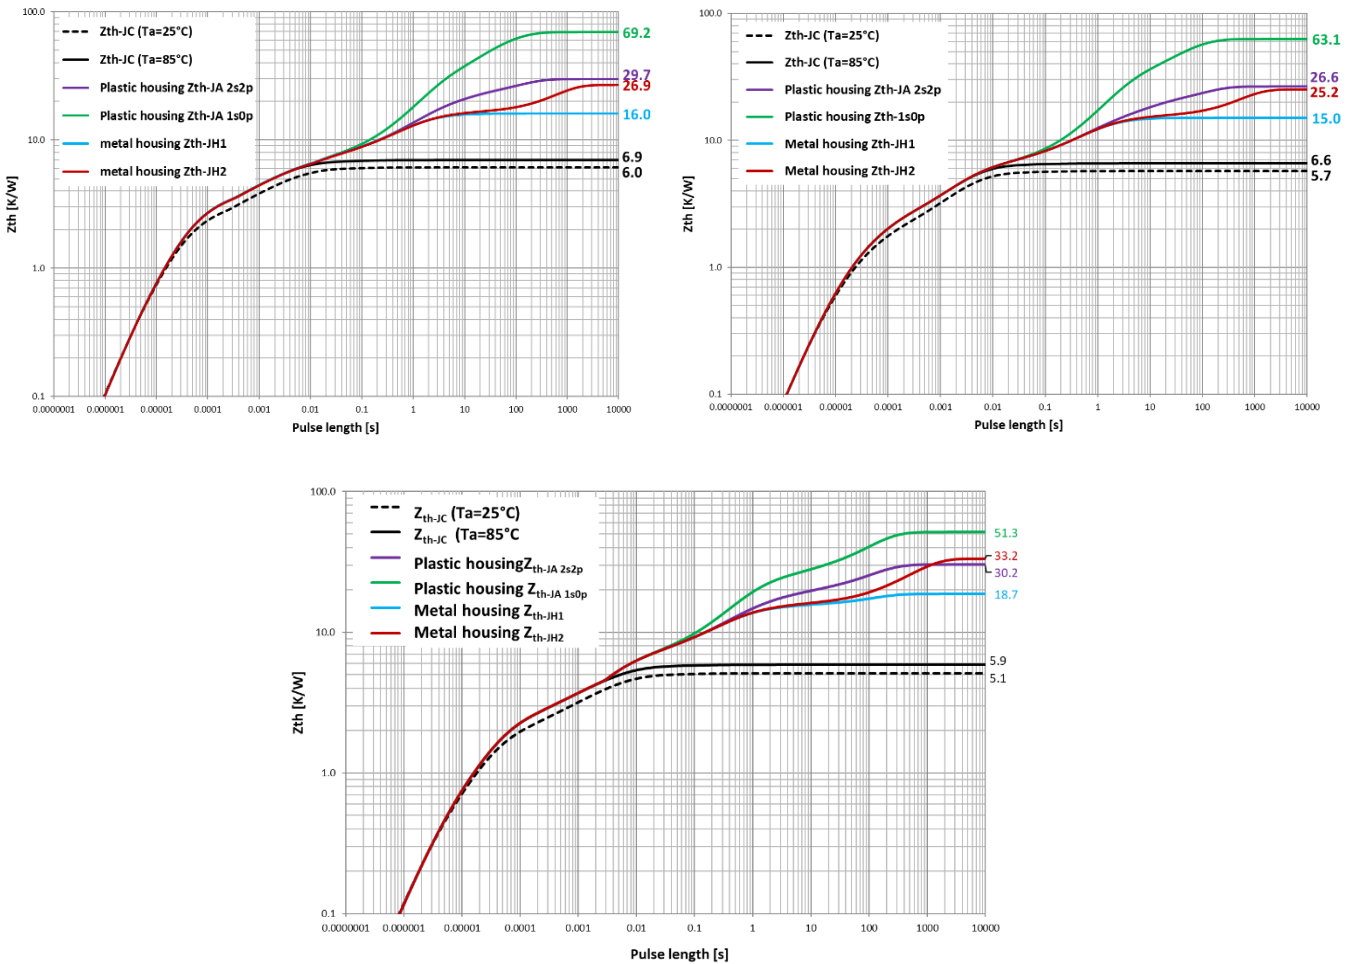 100.0
Zth-JC (Ta=25°C)
Zth-JC (Ta=85°C)
Plastic housing Zth-JA 2s2p
Plastic housing Zth-JA 1s0p
metal housing Zth-JH1
metal housing Zth-JH2
69.2
29.7
26.9
16.0
6.9
6.0
10.0
1.0
0.1
Zth [K/W]
0.0000001 0.000001 0.00001 0.0001 0.001 0.01 0.1 1 10 100 1000 10000
Pulse length [s]
100.0
Zth-JC (Ta=25°C)
Zth-JC (Ta=85°C)
Plastic housing Zth-JA 2s2p
Plastic housing Zth-1s0p
Metal housing Zth-JH1
Metal housing Zth-JH2
63.1
26.6
25.2
15.0
6.6
5.7
10.0
1.0
0.1
Zth [K/W]
0.0000001 0.000001 0.00001 0.0001 0.001 0.01 0.1 1 10 100 1000 10000
Pulse length [s]
100.0
Zth-JC (Ta=25°C)
Zth-JC (Ta=85°C
Plastic housingZth-JA 2s2p
Plastic housing Zth-JA 1s0p
Metal housing Zth-JH1
Metal housing Zth-JH2
51.3
33.2
30.2
18.7
5.9
5.1
10.0
1.0
0.1
Zth [K/W]
0.0000001 0.000001 0.00001 0.0001 0.001 0.01 0.1 1 10 100 1000 10000
Pulse length [s]